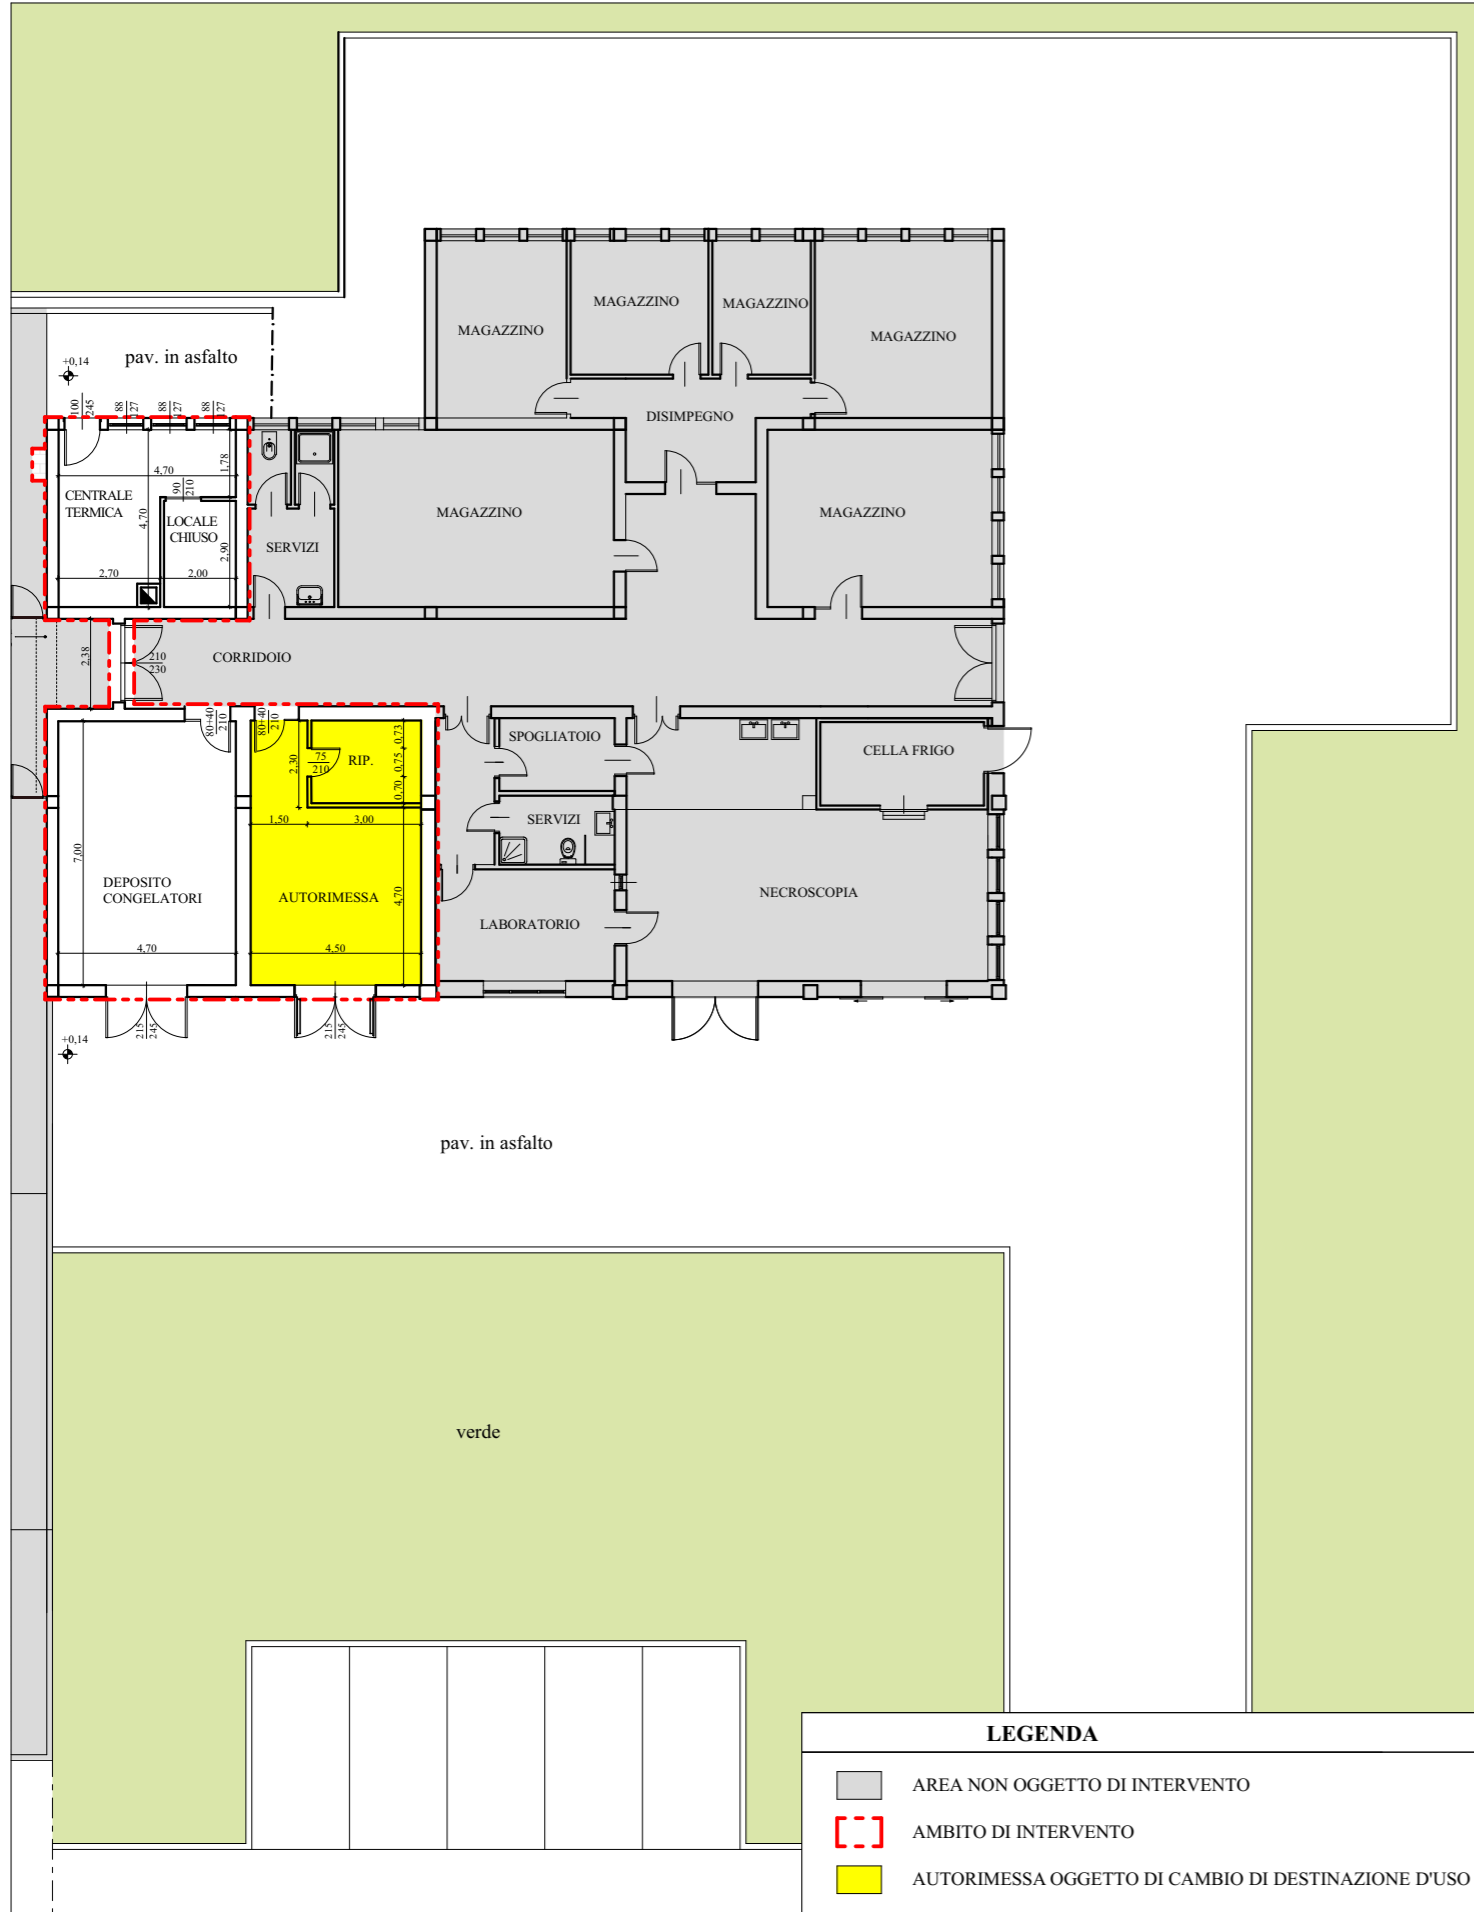 MAGAZZINO
MAGAZZINO
MAGAZZINO
MAGAZZINO
pav. in asfalto
+0,14
DISIMPEGNO
100
245
88
127
88
127
88
127
4,70
1,78
90
210
CENTRALE
TERMICA
4,70
LOCALE
CHIUSO
2,90
2,70
2,00
SERVIZI
MAGAZZINO
MAGAZZINO
2,38
210
230
CORRIDOIO
80+40
210
80+40
210
2,30
75
210
RIP.
0,73
0,75
0,70
SPOGLIATOIO
CELLA FRIGO
1,50
3,00
SERVIZI
7,00
DEPOSITO
CONGELATORI
AUTORIMESSA
4,70
NECROSCOPIA
LABORATORIO
4,70
4,50
215
245
215
245
+0,14
pav. in asfalto
verde
LEGENDA
AREA NON OGGETTO DI INTERVENTO
AMBITO DI INTERVENTO
AUTORIMESSA OGGETTO DI CAMBIO DI DESTINAZIONE D'USO